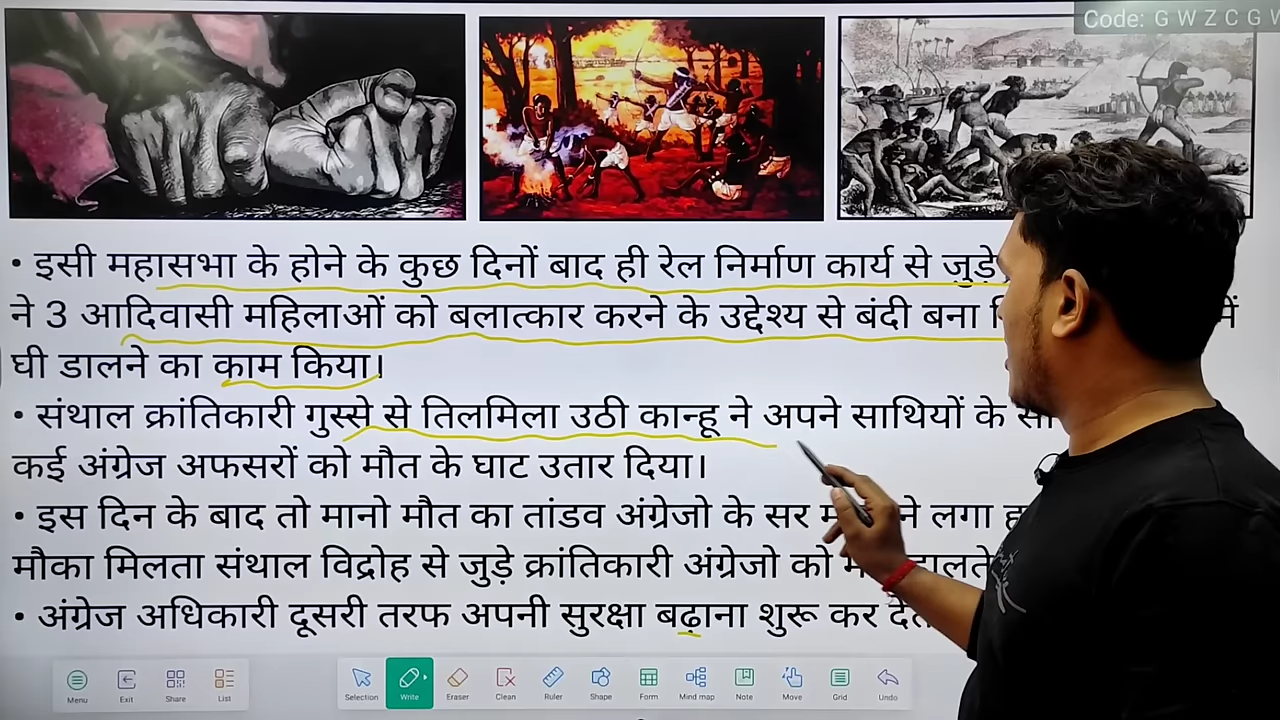 Code: G W Z C G W
• इसी महासभा के होने के कुछ दिनों बाद ही रेल निर्माण कार्य से जुड़े
ने 3 आदिवासी महिलाओं को बलात्कार करने के उद्देश्य से बंदी बना में
घी डालने का काम किया।
• संथाल क्रांतिकारी गुस्से से तिलमिला उठी कान्हू ने अपने साथियों के
कई अंग्रेज अफसरों को मौत के घाट उतार दिया।
• इस दिन के बाद तो मानो मौत का तांडव अंग्रेजो के सर लगा
मौका मिलता संथाल विद्रोह से जुड़े क्रांतिकारी अंग्रेजो को
• अंग्रेज अधिकारी दूसरी तरफ अपनी सुरक्षा बढ़ाना शुरू कर
Menu Exit Share List Selection Write Eraser Clean Ruler Shape Form Mind map Note Move Grid Undo